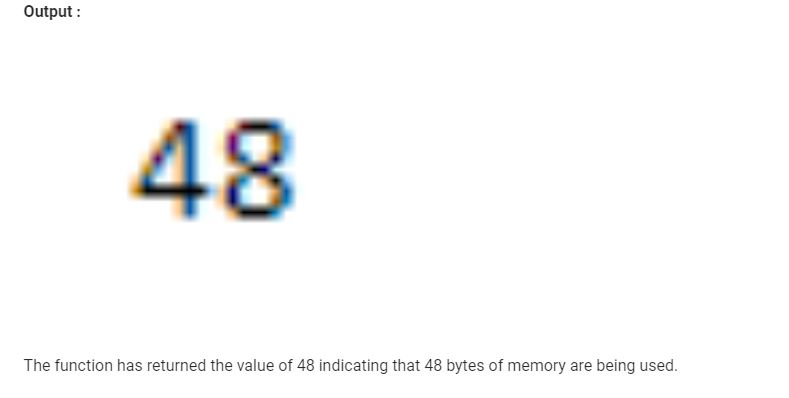 Output :
48
The function has returned the value of 48 indicating that 48 bytes of memory are being used.